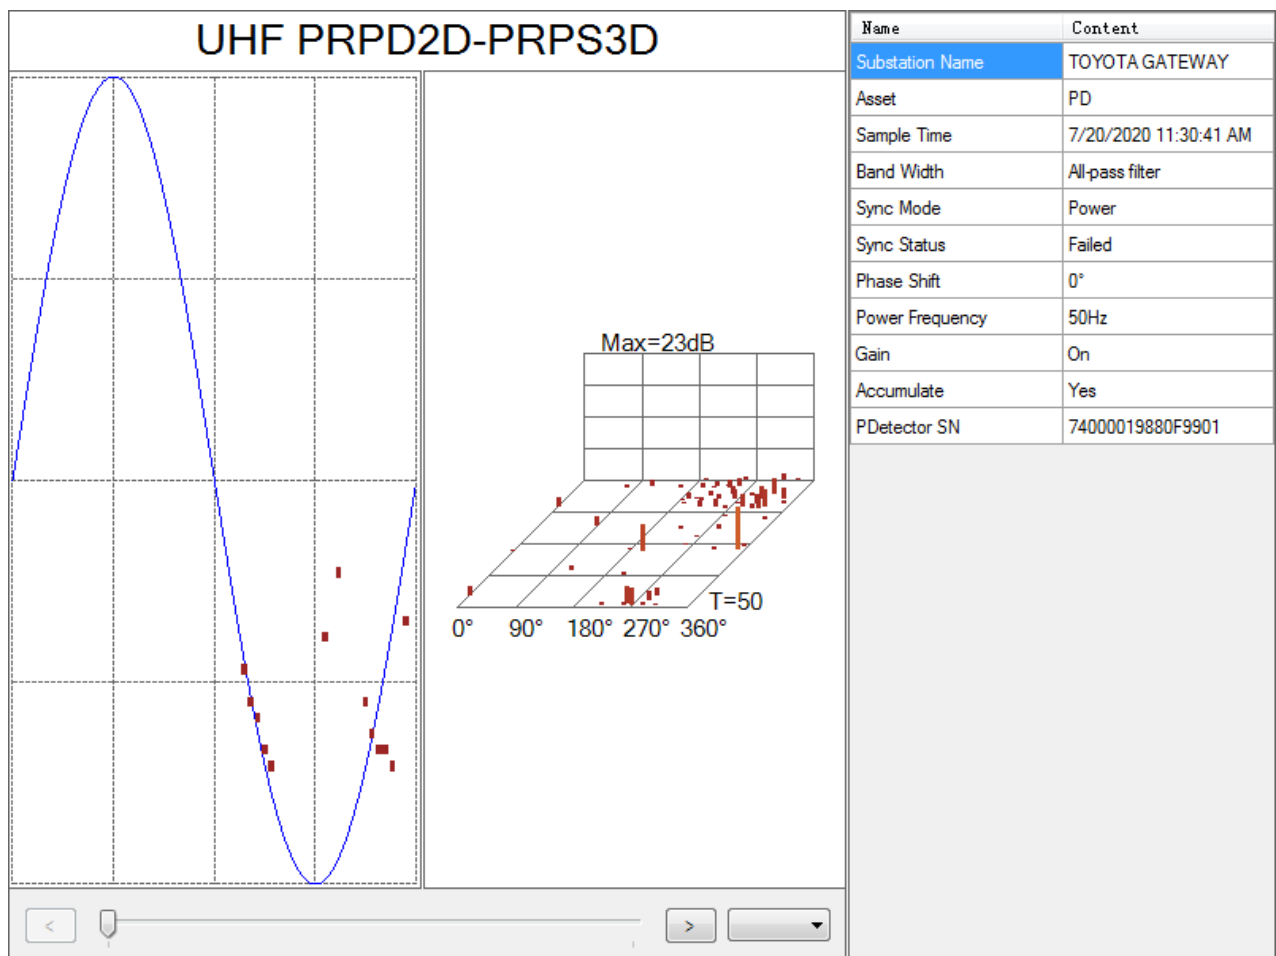 UHF PRPD2D-PRPS3D
Max=23dB
T=50
0° 90° 180° 270° 360°
<
>
Name Content
Substation Name TOYOTA GATEWAY
Asset PD
Sample Time 7/20/2020 11:30:41 AM
Band Width All-pass filter
Sync Mode Power
Sync Status Failed
Phase Shift 0°
Power Frequency 50Hz
Gain On
Accumulate Yes
PDetector SN 74000019880F9901